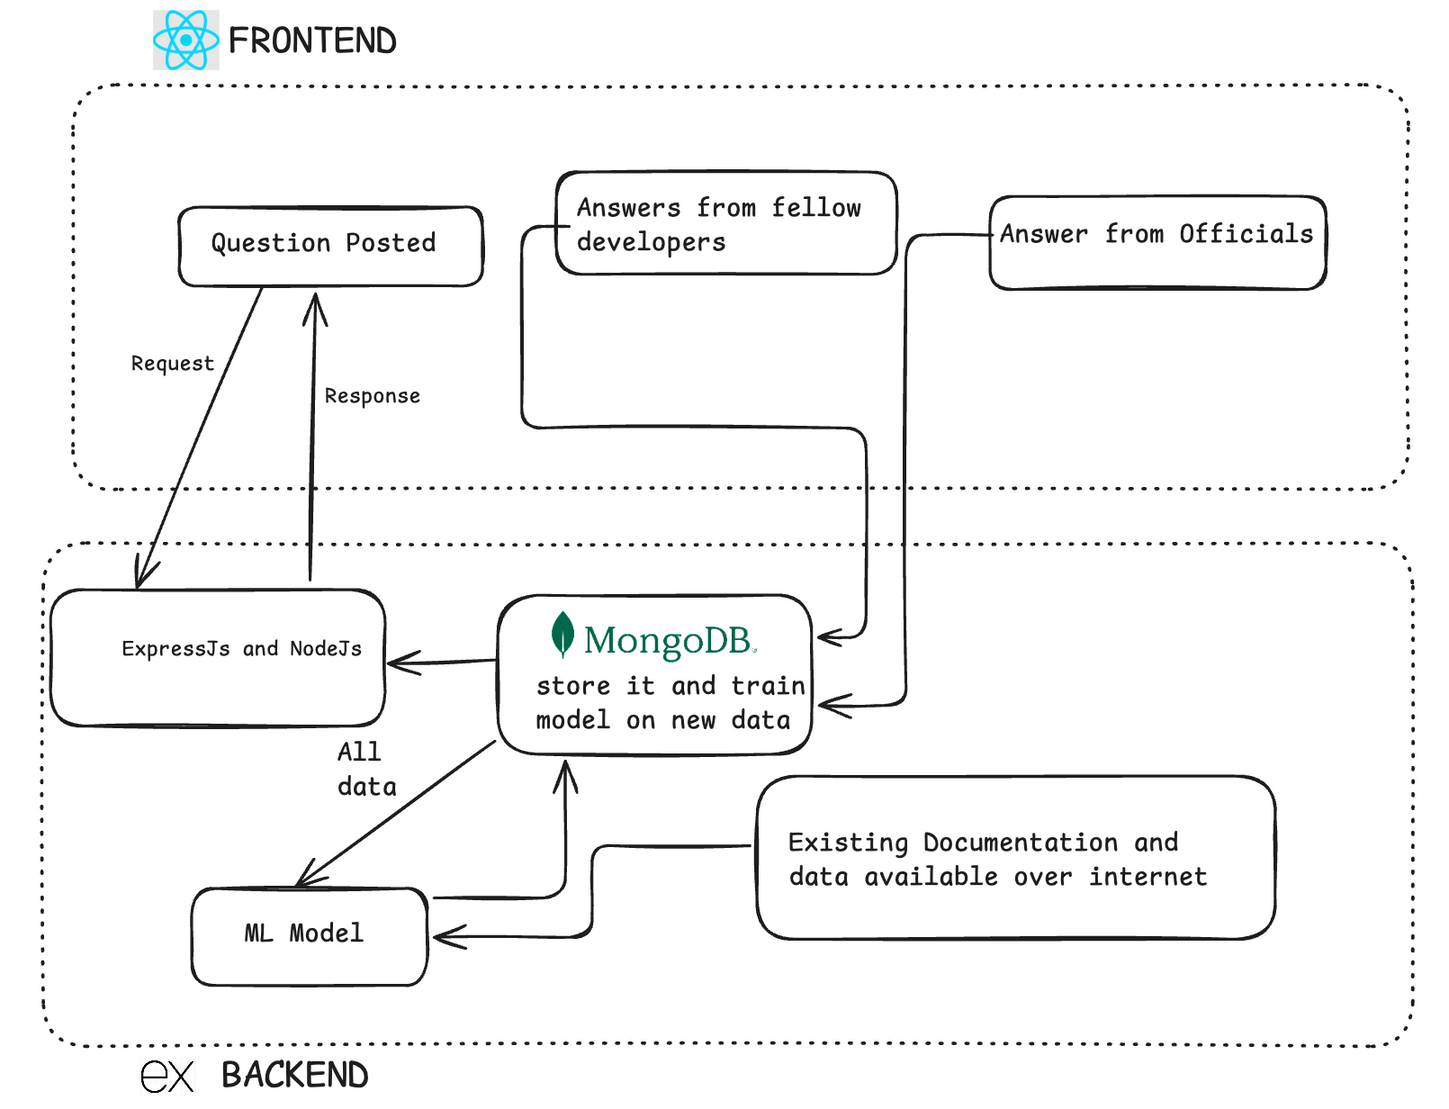 FRONTEND
Answers from fellow
developers
Question Posted
Answer from Officials
Request
Response
ExpressJs and NodeJs
MongoDB
store it and train
model on new data
All
data
Existing Documentation and
data available over internet
ML Model
ex BACKEND